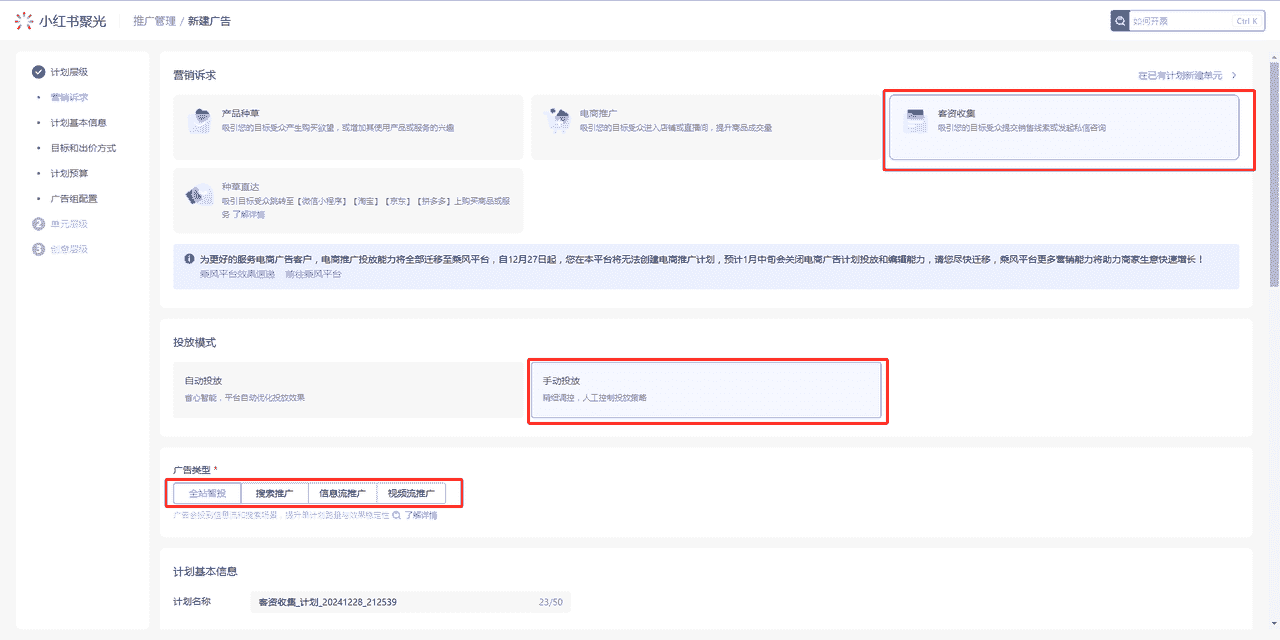 小红书聚光
推广管理 / 新建广告
如何开票 Ctrl K
计划层级
营销诉求
计划基本信息
目标和出价方式
计划预算
广告组配置
2 单元层级
3 创意层级
营销诉求
在已有计划新建单元
产品种草
吸引您的目标受众产生购买欲望，或增加其使用产品或服务的兴趣
电商推广
吸引您的目标受众进入店铺或直播间，提升商品成交量
客资收集
吸引您的目标受众提交销售线索或发起私信咨询
种草直达
吸引目标受众跳转至【微信小程序】【淘宝】【京东】【拼多多】上购买商品或服
务 了解详情
为更好的服务电商广告客户，电商推广投放能力将全部迁移至乘风平台，自12月27日起，您在本平台将无法创建电商推广计划，预计1月中旬会关闭电商广告计划投放和编辑能力，请您尽快迁移，乘风平台更多营销能力将助力商家生意快速增长！
乘风平台效果速递 前往乘风平台
投放模式
自动投放
省心智能，平台自动优化投放效果
手动投放
精细调控，人工控制投放策略
广告类型 *
全站智投 搜索推广 信息流推广 视频流推广
了解详情
计划基本信息
计划名称
客资收集_计划_20241228_212539
23/50